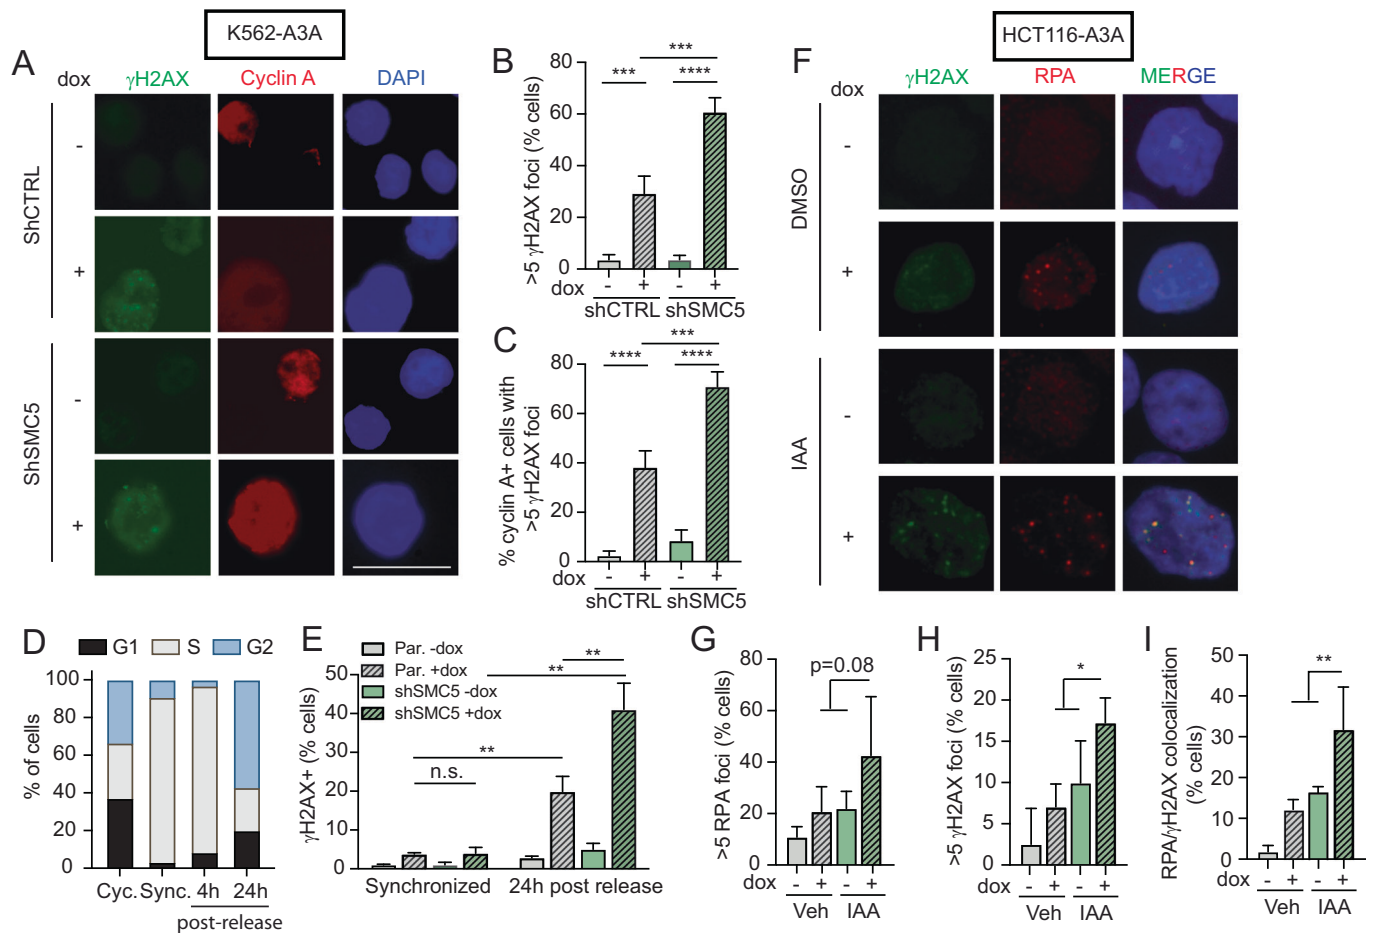 K562-A3A
A
dox
γH2AX
Cyclin A
DAPI
ShCTRL
-
+
ShSMC5
-
+
B
>5 γH2AX foci (% cells)
80
60
40
20
0
***
***
****
dox - + - +
shCTRL shSMC5
C
% cyclin A+ cells with
>5 γH2AX foci
80
60
40
20
0
***
****
****
dox - + - +
shCTRL shSMC5
D
G1 S G2
% of cells
100
80
60
40
20
0
Cyc. Sync. 4h 24h
post-release
E
Par. -dox
Par. +dox
shSMC5 -dox
shSMC5 +dox
γH2AX+ (% cells)
50
40
30
20
10
0
**
**
**
n.s.
Synchronized 24h post release
HCT116-A3A
F
dox
γH2AX
RPA
MERGE
DMSO
-
+
IAA
-
+
G
>5 RPA foci (% cells)
80
60
40
20
0
p=0.08
dox - + - +
Veh IAA
H
>5 γH2AX foci (% cells)
25
20
15
10
5
0
*
dox - + - +
Veh IAA
I
RPA/γH2AX colocalization
(% cells)
50
40
30
20
10
0
**
dox - + - +
Veh IAA